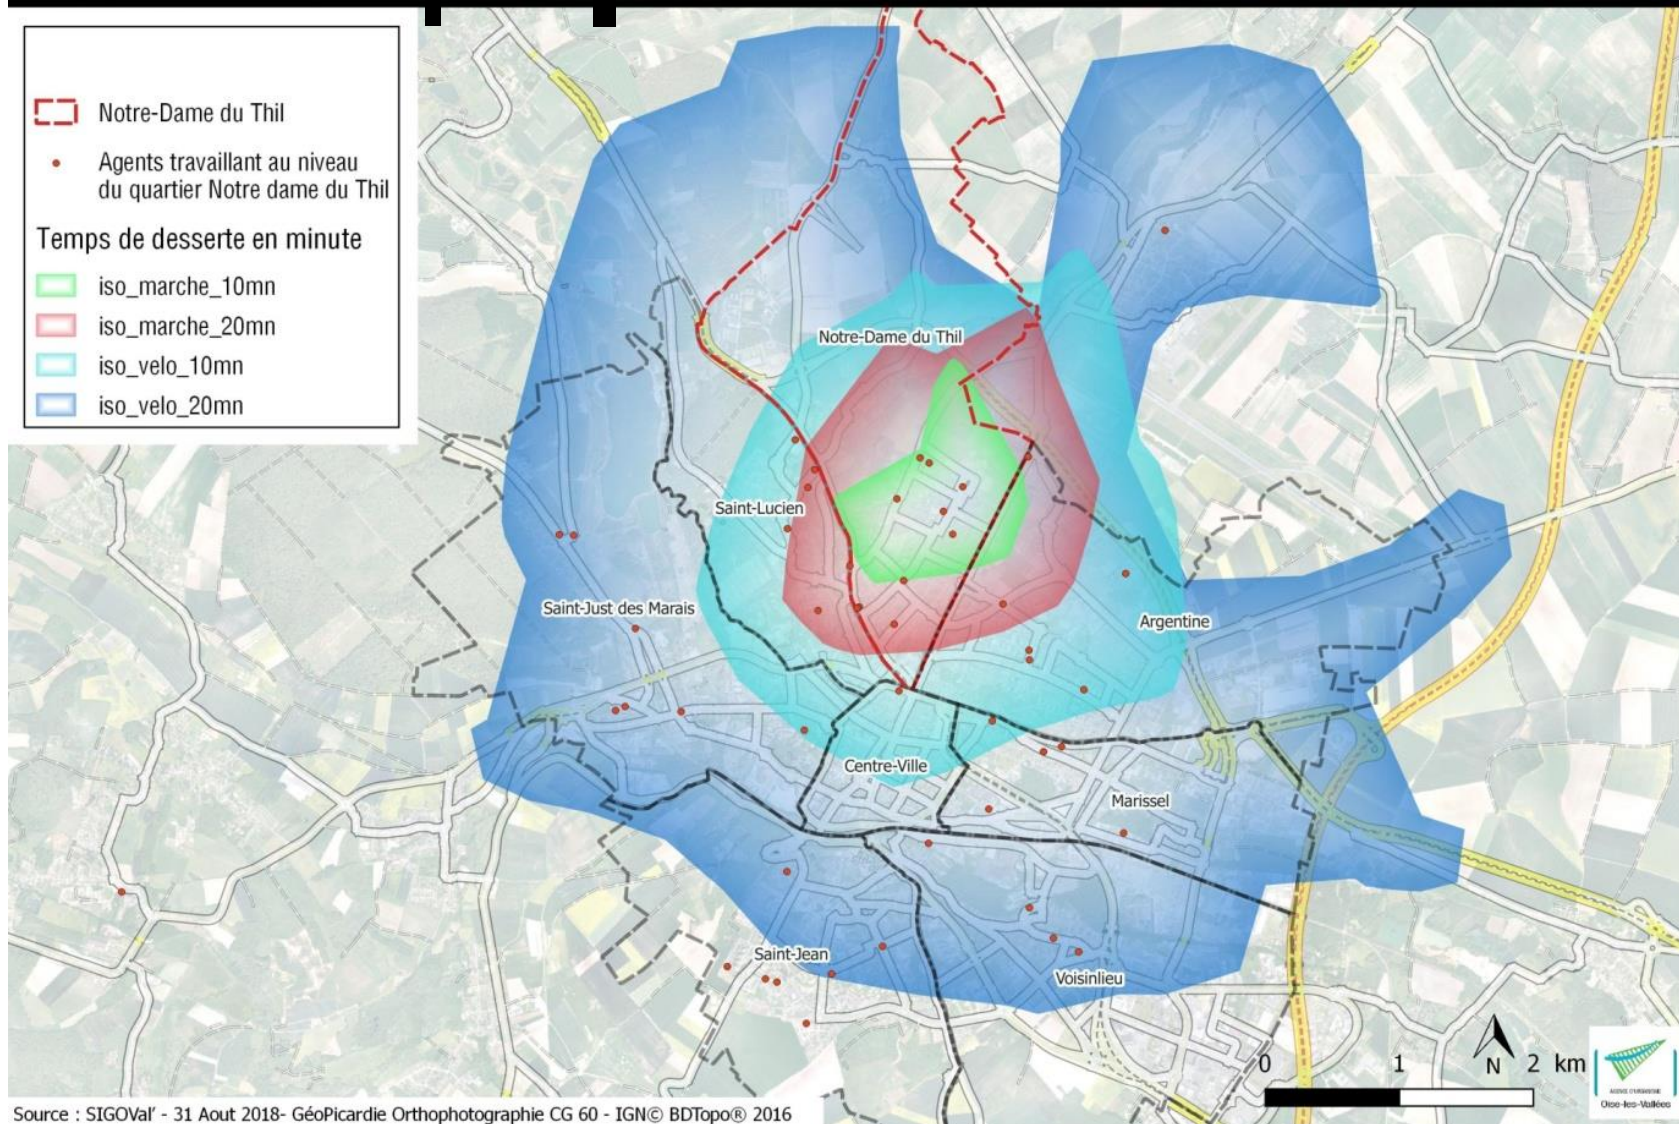 Notre-Dame du Thil
Agents travaillant au niveau
du quartier Notre dame du Thil
Temps de desserte en minute
iso_marche_10mn
iso_marche_20mn
iso_velo_10mn
iso_velo_20mn
Notre-Dame du Thil
Saint-Lucien
Saint-Just des Marais
Argentine
Centre-Ville
Marissel
Saint-Jean
Voisinlieu
0 1 N 2 km
AGENCE D'URBANISME
Oise-les-Vallées
Source : SIGOVal' - 31 Aout 2018- GéoPicardie Orthophotographie CG 60 - IGN© BDTopo® 2016